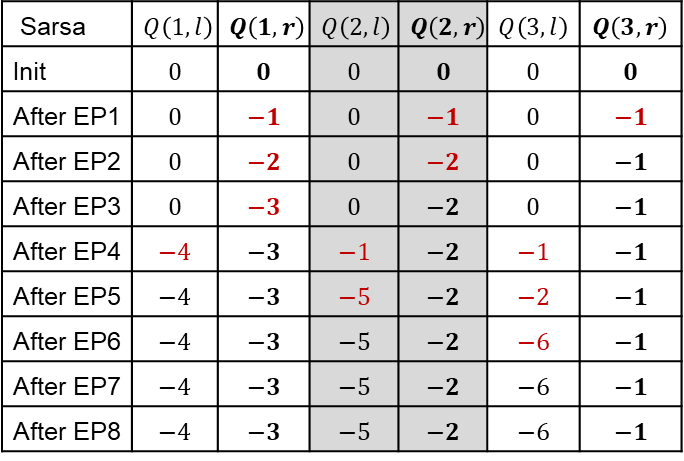 Sarsa Q(1, l) Q(1, r) Q(2, l) Q(2, r) Q(3, l) Q(3, r)
Init 0 0 0 0 0 0
After EP1 0 −1 0 −1 0 −1
After EP2 0 −2 0 −2 0 −1
After EP3 0 −3 0 −2 0 −1
After EP4 −4 −3 −1 −2 −1 −1
After EP5 −4 −3 −5 −2 −2 −1
After EP6 −4 −3 −5 −2 −6 −1
After EP7 −4 −3 −5 −2 −6 −1
After EP8 −4 −3 −5 −2 −6 −1